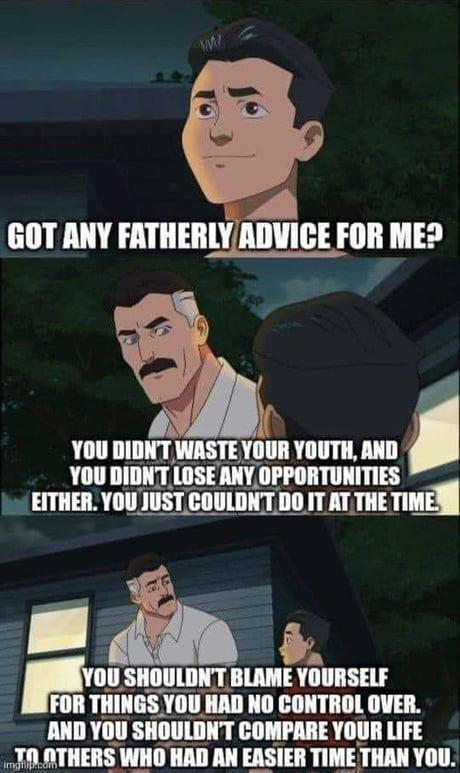 GOT ANY FATHERLY ADVICE FOR ME?
YOU DIDN'T WASTE YOUR YOUTH, AND
YOU DIDN'T LOSE ANY OPPORTUNITIES
EITHER. YOU JUST COULDN'T DO IT AT THE TIME.
YOU SHOULDN'T BLAME YOURSELF
FOR THINGS YOU HAD NO CONTROL OVER.
AND YOU SHOULDN'T COMPARE YOUR LIFE
TO OTHERS WHO HAD AN EASIER TIME THAN YOU.
imgflip.com